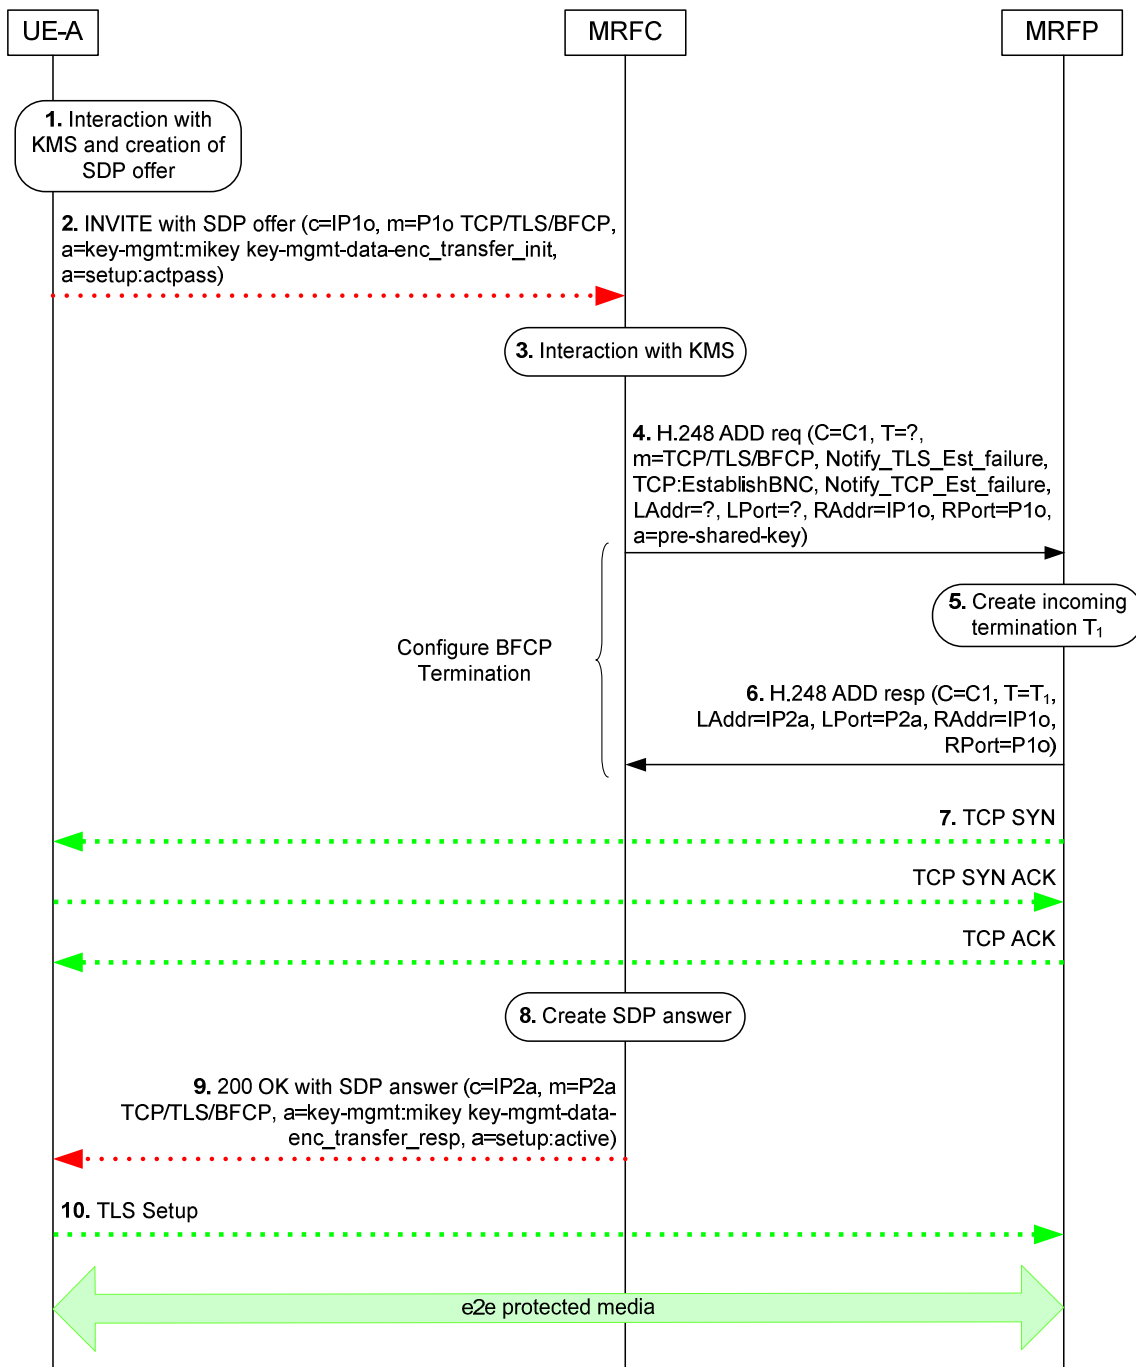 UE-A
MRFC
MRFP
1. Interaction with
KMS and creation of
SDP offer
2. INVITE with SDP offer (c=IP1o, m=P1o TCP/TLS/BFCP,
a=key-mgmt:mikey key-mgmt-data-enc_transfer_init,
a=setup:actpass)
3. Interaction with KMS
4. H.248 ADD req (C=C1, T=?,
m=TCP/TLS/BFCP, Notify_TLS_Est_failure,
TCP:EstablishBNC, Notify_TCP_Est_failure,
LAddr=?, LPort=?, RAddr=IP1o, RPort=P1o,
a=pre-shared-key)
5. Create incoming
termination T1
Configure BFCP
Termination
6. H.248 ADD resp (C=C1, T=T1,
LAddr=IP2a, LPort=P2a, RAddr=IP1o,
RPort=P1o)
7. TCP SYN
TCP SYN ACK
TCP ACK
8. Create SDP answer
9. 200 OK with SDP answer (c=IP2a, m=P2a
TCP/TLS/BFCP, a=key-mgmt:mikey key-mgmt-data-
enc_transfer_resp, a=setup:active)
10. TLS Setup
e2e protected media